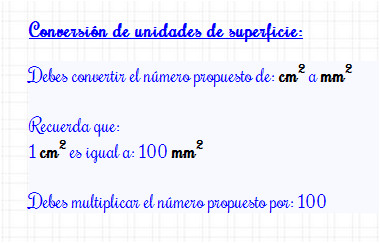 Conversión de unidades de superficie:
Debes convertir el número propuesto de: cm² a mm²
Recuerda que:
1 cm² es igual a: 100 mm²
Debes multiplicar el número propuesto por: 100